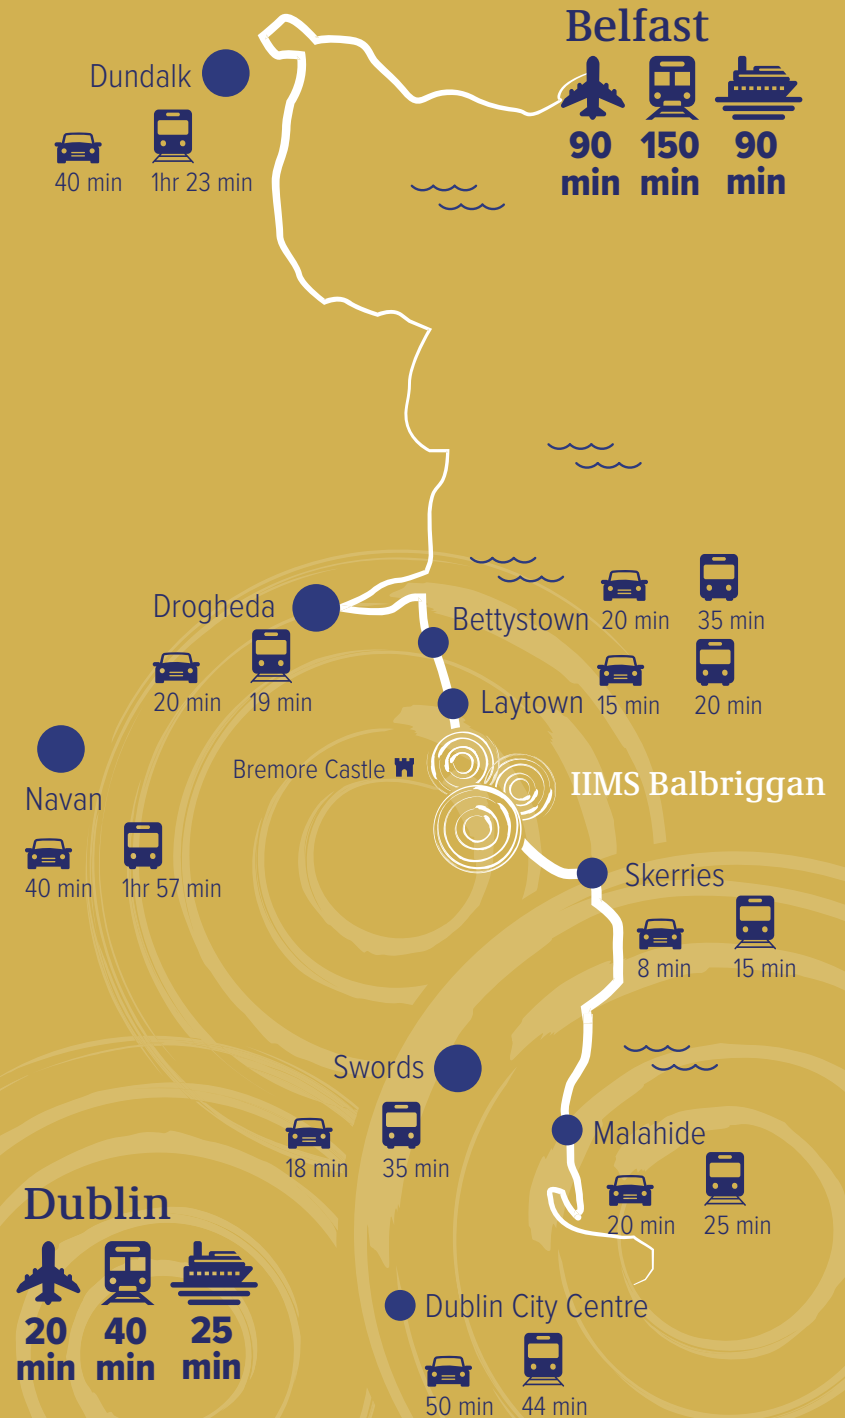 Belfast
90 min
150 min
90 min
Dundalk
40 min
1hr 23 min
Drogheda
20 min
19 min
Bettystown
20 min
35 min
Laytown
15 min
20 min
Bremore Castle
IIMS Balbriggan
Navan
40 min
1hr 57 min
Skerries
8 min
15 min
Swords
18 min
35 min
Malahide
20 min
25 min
Dublin
20 min
40 min
25 min
Dublin City Centre
50 min
44 min